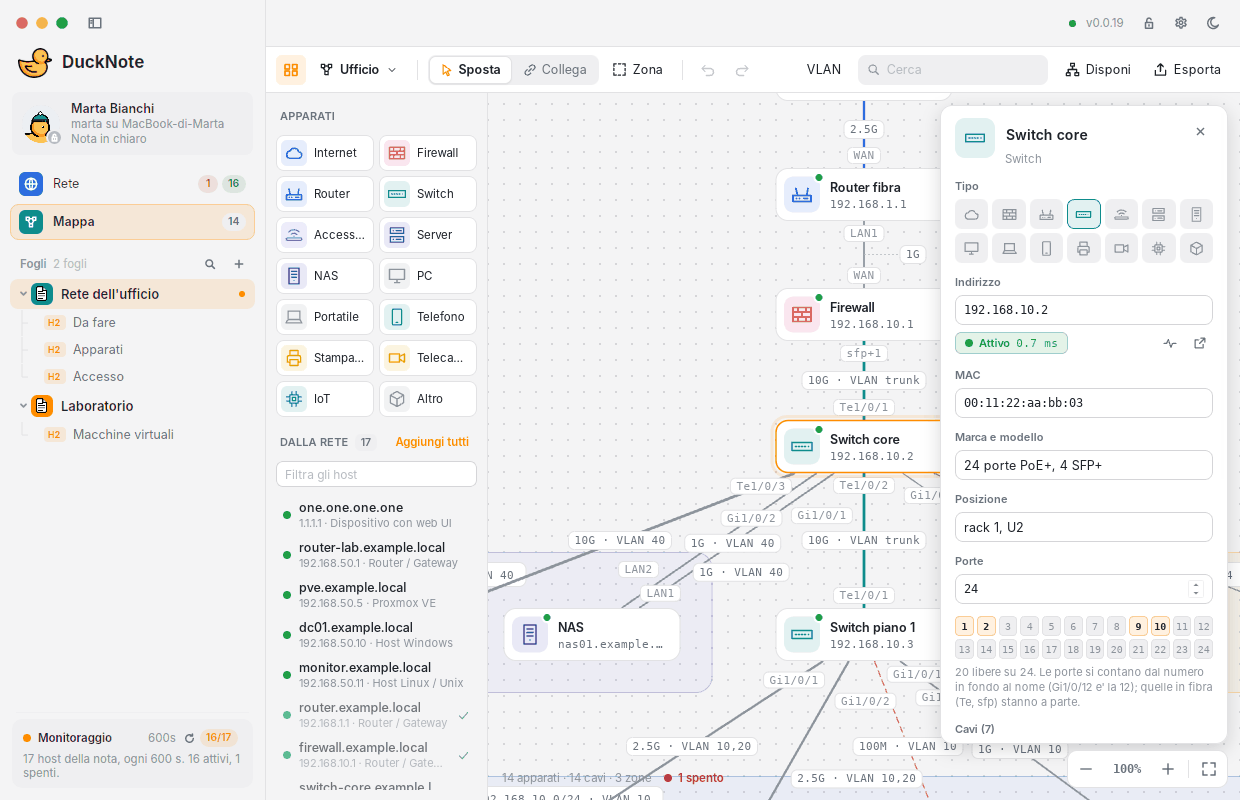 v0.0.19
DuckNote
Marta Bianchi
marta su MacBook-di-Marta
Nota in chiaro
Rete
1
16
Mappa
14
Fogli
2 fogli
Rete dell'ufficio
H2 Da fare
H2 Apparati
H2 Accesso
Laboratorio
H2 Macchine virtuali
Monitoraggio
600s
16/17
17 host della nota, ogni 600 s. 16 attivi, 1
spenti.
Ufficio
Sposta
Collega
Zona
VLAN
Cerca
Disponi
Esporta
APPARATI
Internet
Firewall
Router
Switch
Access...
Server
NAS
PC
Portatile
Telefono
Stampa...
Teleca...
IoT
Altro
DALLA RETE
17
Aggiungi tutti
Filtra gli host
one.one.one.one
1.1.1.1 · Dispositivo con web UI
router-lab.example.local
192.168.50.1 · Router / Gateway
pve.example.local
192.168.50.5 · Proxmox VE
dc01.example.local
192.168.50.10 · Host Windows
monitor.example.local
192.168.50.11 · Host Linux / Unix
router.example.local
192.168.1.1 · Router / Gateway
firewall.example.local
192.168.10.1 · Router / Gate...
2.5G
WAN
Router fibra
192.168.1.1
LAN1
1G
WAN
Firewall
192.168.10.1
sfp+1
10G · VLAN trunk
Te1/0/1
Switch core
192.168.10.2
Te1/0/3
Te1/0/2
Gi1/0/2
Gi1/0/1
10G · VLAN 40
1G · VLAN 40
10G · VLAN trunk
LAN2
1G · VLAN 40
LAN1
Te1/0/1
NAS
nas01.example.…
Switch piano 1
192.168.10.3
Gi1/0/1
Gi1/0/2
2.5G · VLAN 10,20
100M · VLAN 10
1G · VLAN 10
2.5G · VLAN 10,20
14 apparati · 14 cavi · 3 zone
1 spento
100%
Switch core
Switch
Tipo
Indirizzo
192.168.10.2
Attivo 0.7 ms
MAC
00:11:22:aa:bb:03
Marca e modello
24 porte PoE+, 4 SFP+
Posizione
rack 1, U2
Porte
24
1 2 3 4 5 6 7 8 9 10 11 12
13 14 15 16 17 18 19 20 21 22 23 24
20 libere su 24. Le porte si contano dal numero
in fondo al nome (Gi1/0/12 e' la 12); quelle in fibra
(Te, sfp) stanno a parte.
Cavi (7)